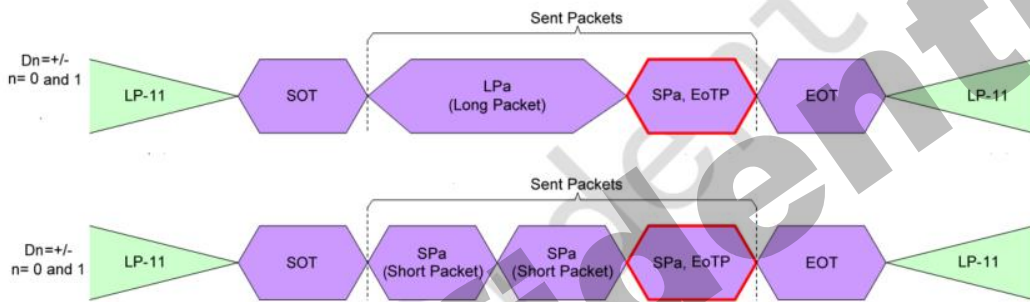 Sent Packets
Dn=+/-
n= 0 and 1
LP-11
SOT
LPa
(Long Packet)
SPa, EoTP
EOT
LP-11
Sent Packets
Dn=+/-
n= 0 and 1
LP-11
SOT
SPa
(Short Packet)
SPa
(Short Packet)
SPa, EoTP
EOT
LP-11